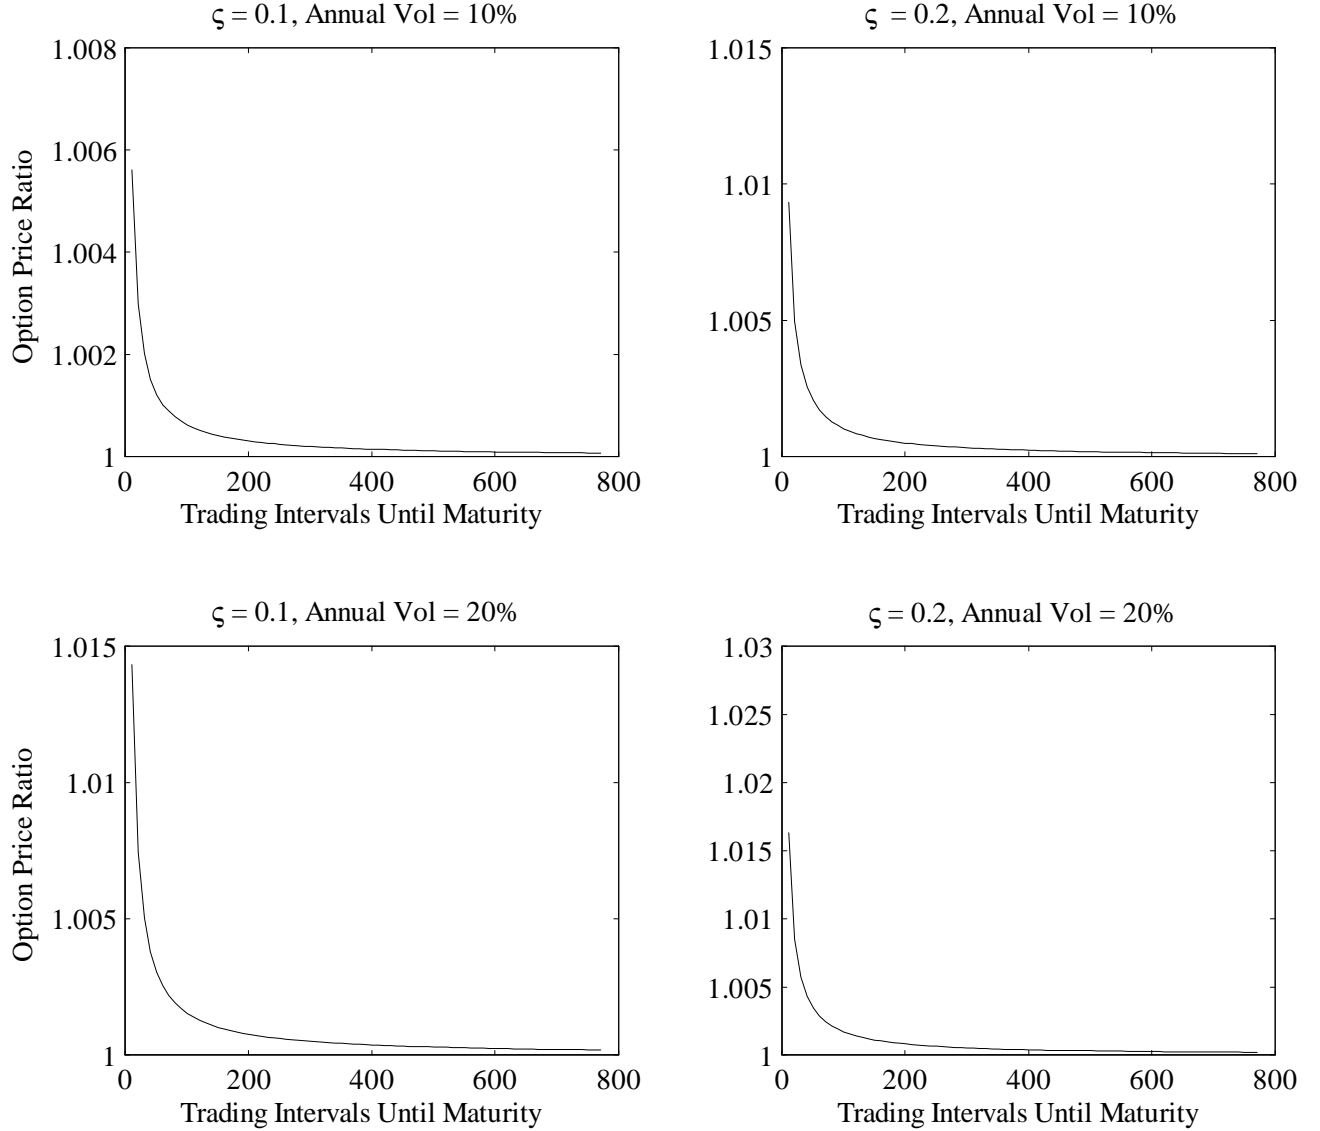 ς = 0.1, Annual Vol = 10%
1.008
1.006
1.004
1.002
1
Option Price Ratio
0 200 400 600 800
Trading Intervals Until Maturity
ς = 0.2, Annual Vol = 10%
1.015
1.01
1.005
1
0 200 400 600 800
Trading Intervals Until Maturity
ς = 0.1, Annual Vol = 20%
1.015
1.01
1.005
1
Option Price Ratio
0 200 400 600 800
Trading Intervals Until Maturity
ς = 0.2, Annual Vol = 20%
1.03
1.025
1.02
1.015
1.01
1.005
1
0 200 400 600 800
Trading Intervals Until Maturity